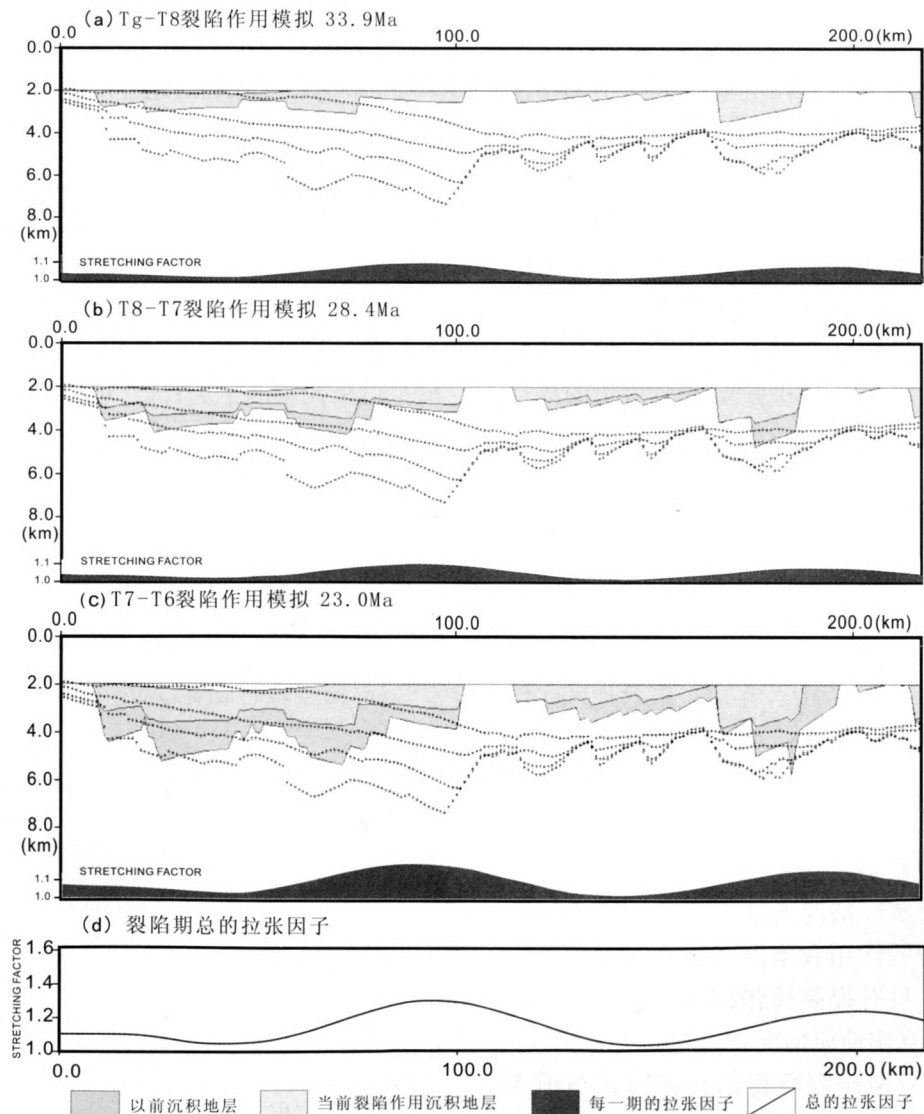 (a)Tg-T8裂陷作用模拟 33.9Ma
0.0 100.0 200.0(km)
0.0
2.0
4.0
6.0
8.0
(km)
STRETCHING FACTOR
1.1
1.0
(b)T8-T7裂陷作用模拟 28.4Ma
0.0 100.0 200.0(km)
0.0
2.0
4.0
6.0
8.0
(km)
STRETCHING FACTOR
1.1
1.0
(c)T7-T6裂陷作用模拟 23.0Ma
0.0 100.0 200.0(km)
0.0
2.0
4.0
6.0
8.0
(km)
STRETCHING FACTOR
1.1
1.0
(d) 裂陷期总的拉张因子
STRETCHING FACTOR
1.6
1.4
1.2
1.0
0.0 100.0 200.0 (km)
以前沉积地层 当前裂陷作用沉积地层 每一期的拉张因子 总的拉张因子